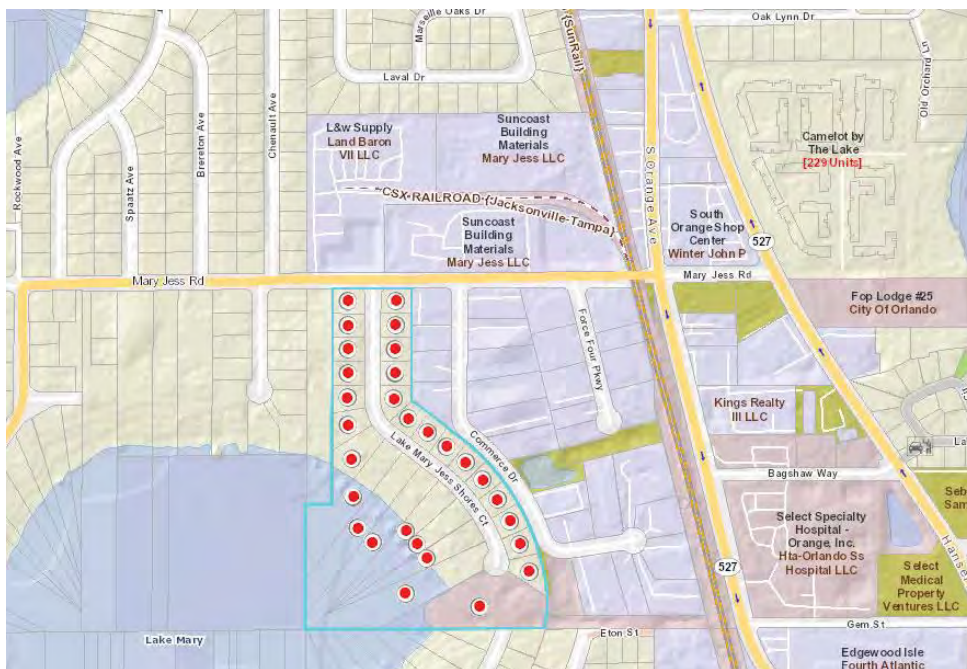 Marseille Oaks Dr
Oak Lynn Dr
Laval Dr
{SunRail}
Old Orchard Ln
Rockwood Ave
Spaatz Ave
Brereton Ave
Chenault Ave
L&w Supply
Land Baron
VII LLC
Suncoast
Building
Materials
Mary Jess LLC
Camelot by
The Lake
[229 Units]
CSX RAILROAD {Jacksonville-Tampa}
S Orange Ave
Suncoast
Building
Materials
Mary Jess LLC
South
Orange Shop
Center
Winter John P
527
Mary Jess Rd
Mary Jess Rd
Fop Lodge #25
City Of Orlando
Force Four Pkwy
Kings Realty
III LLC
Lake Mary Jess Shores Ct
Commerce Dr
La
Bagshaw Way
Seb
Sam
Select Specialty
Hospital -
Orange, Inc.
Hta-Orlando Ss
Hospital LLC
Hansel
527
Select
Medical
Property
Ventures LLC
Lake Mary
Eton St
Gem St
Edgewood Isle
Fourth Atlantic